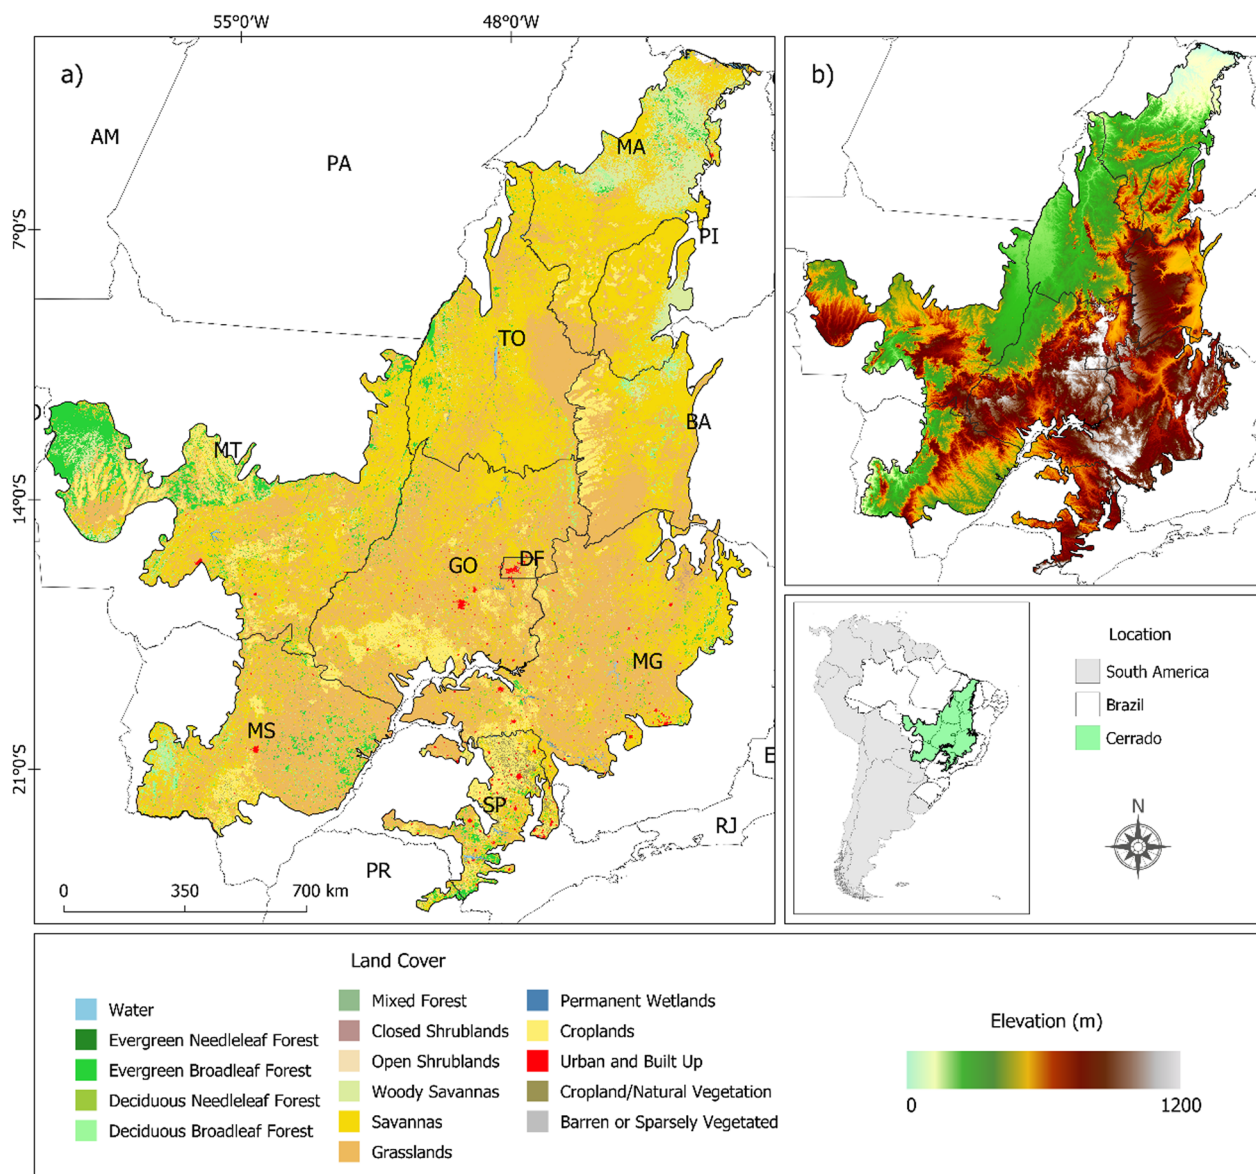 55°0'W
48°0'W
a)
b)
AM
PA
MA
7°0'S
PI
TO
BA
MT
14°0'S
GO
DF
MG
MS
21°0'S
SP
E
RJ
PR
0
350
700 km
Location
South America
Brazil
Cerrado
N
Land Cover
Water
Evergreen Needleleaf Forest
Evergreen Broadleaf Forest
Deciduous Needleleaf Forest
Deciduous Broadleaf Forest
Mixed Forest
Closed Shrublands
Open Shrublands
Woody Savannas
Savannas
Grasslands
Permanent Wetlands
Croplands
Urban and Built Up
Cropland/Natural Vegetation
Barren or Sparsely Vegetated
Elevation (m)
0
1200